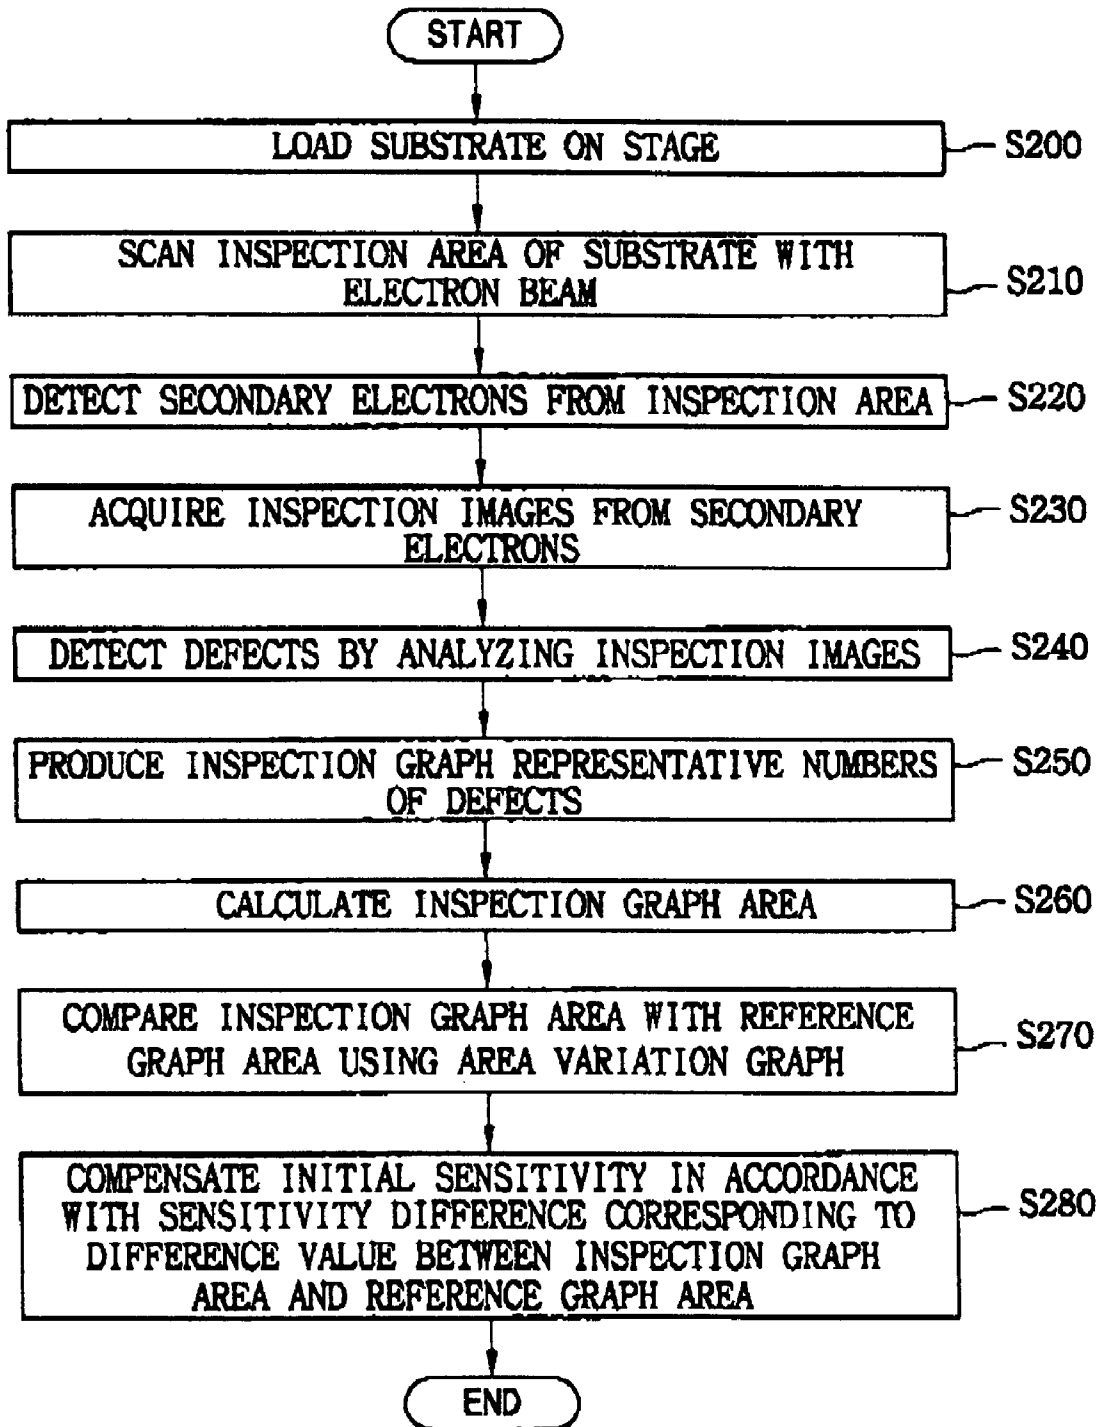 START
LOAD SUBSTRATE ON STAGE
S200
SCAN INSPECTION AREA OF SUBSTRATE WITH
ELECTRON BEAM
S210
DETECT SECONDARY ELECTRONS FROM INSPECTION AREA
S220
ACQUIRE INSPECTION IMAGES FROM SECONDARY
ELECTRONS
S230
DETECT DEFECTS BY ANALYZING INSPECTION IMAGES
S240
PRODUCE INSPECTION GRAPH REPRESENTATIVE NUMBERS
OF DEFECTS
S250
CALCULATE INSPECTION GRAPH AREA
S260
COMPARE INSPECTION GRAPH AREA WITH REFERENCE
GRAPH AREA USING AREA VARIATION GRAPH
S270
COMPENSATE INITIAL SENSITIVITY IN ACCORDANCE
WITH SENSITIVITY DIFFERENCE CORRESPONDING TO
DIFFERENCE VALUE BETWEEN INSPECTION GRAPH
AREA AND REFERENCE GRAPH AREA
S280
END